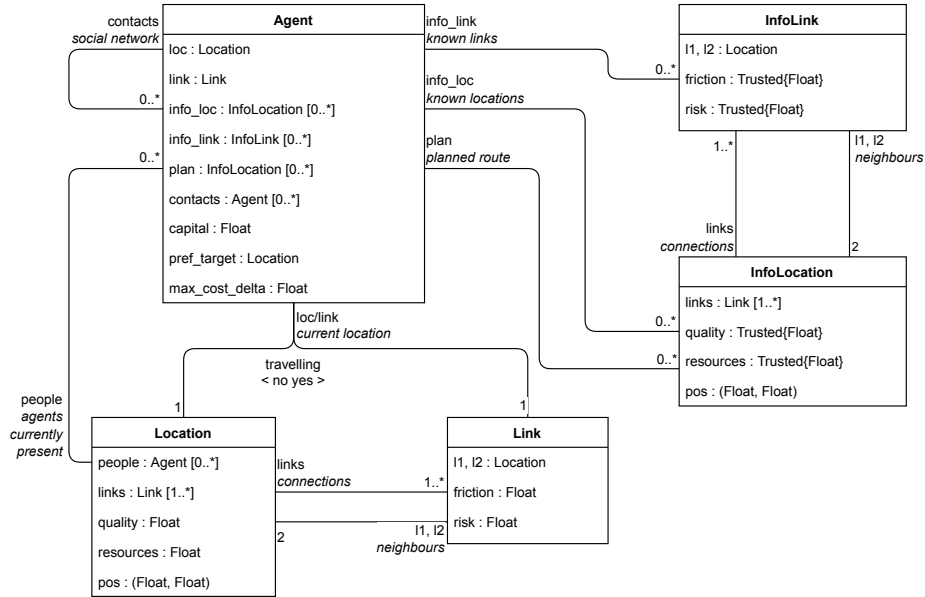 Agent
loc : Location
link : Link
info_loc : InfoLocation [0..*]
info_link : InfoLink [0..*]
plan : InfoLocation [0..*]
contacts : Agent [0..*]
capital : Float
pref_target : Location
max_cost_delta : Float
contacts
social network
0..*
0..*
info_link
known links
0..*
info_loc
known locations
plan
planned route
InfoLink
l1, l2 : Location
friction : Trusted{Float}
risk : Trusted{Float}
1..*
l1, l2
neighbours
links
connections
2
InfoLocation
links : Link [1..*]
quality : Trusted{Float}
resources : Trusted{Float}
pos : (Float, Float)
0..*
0..*
loc/link
current location
travelling
< no yes >
1
1
people
agents
currently
present
Location
people : Agent [0..*]
links : Link [1..*]
quality : Float
resources : Float
pos : (Float, Float)
links
connections
1..*
2
l1, l2
neighbours
Link
l1, l2 : Location
friction : Float
risk : Float